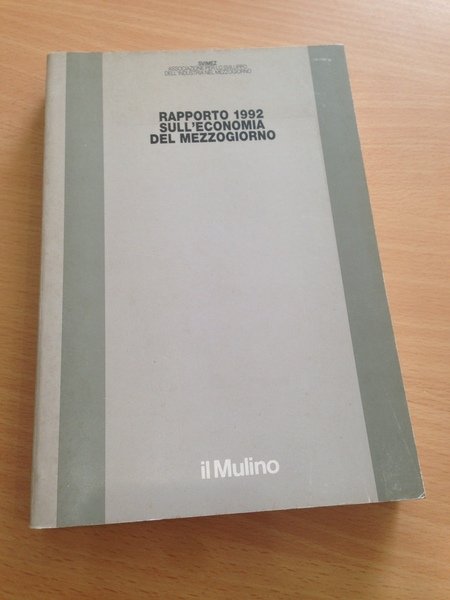 SVIMEZ
ASSOCIAZIONE PER LO SVILUPPO
DELL'INDUSTRIA NEL MEZZOGIORNO
RAPPORTO 1992
SULL'ECONOMIA
DEL MEZZOGIORNO
il Mulino